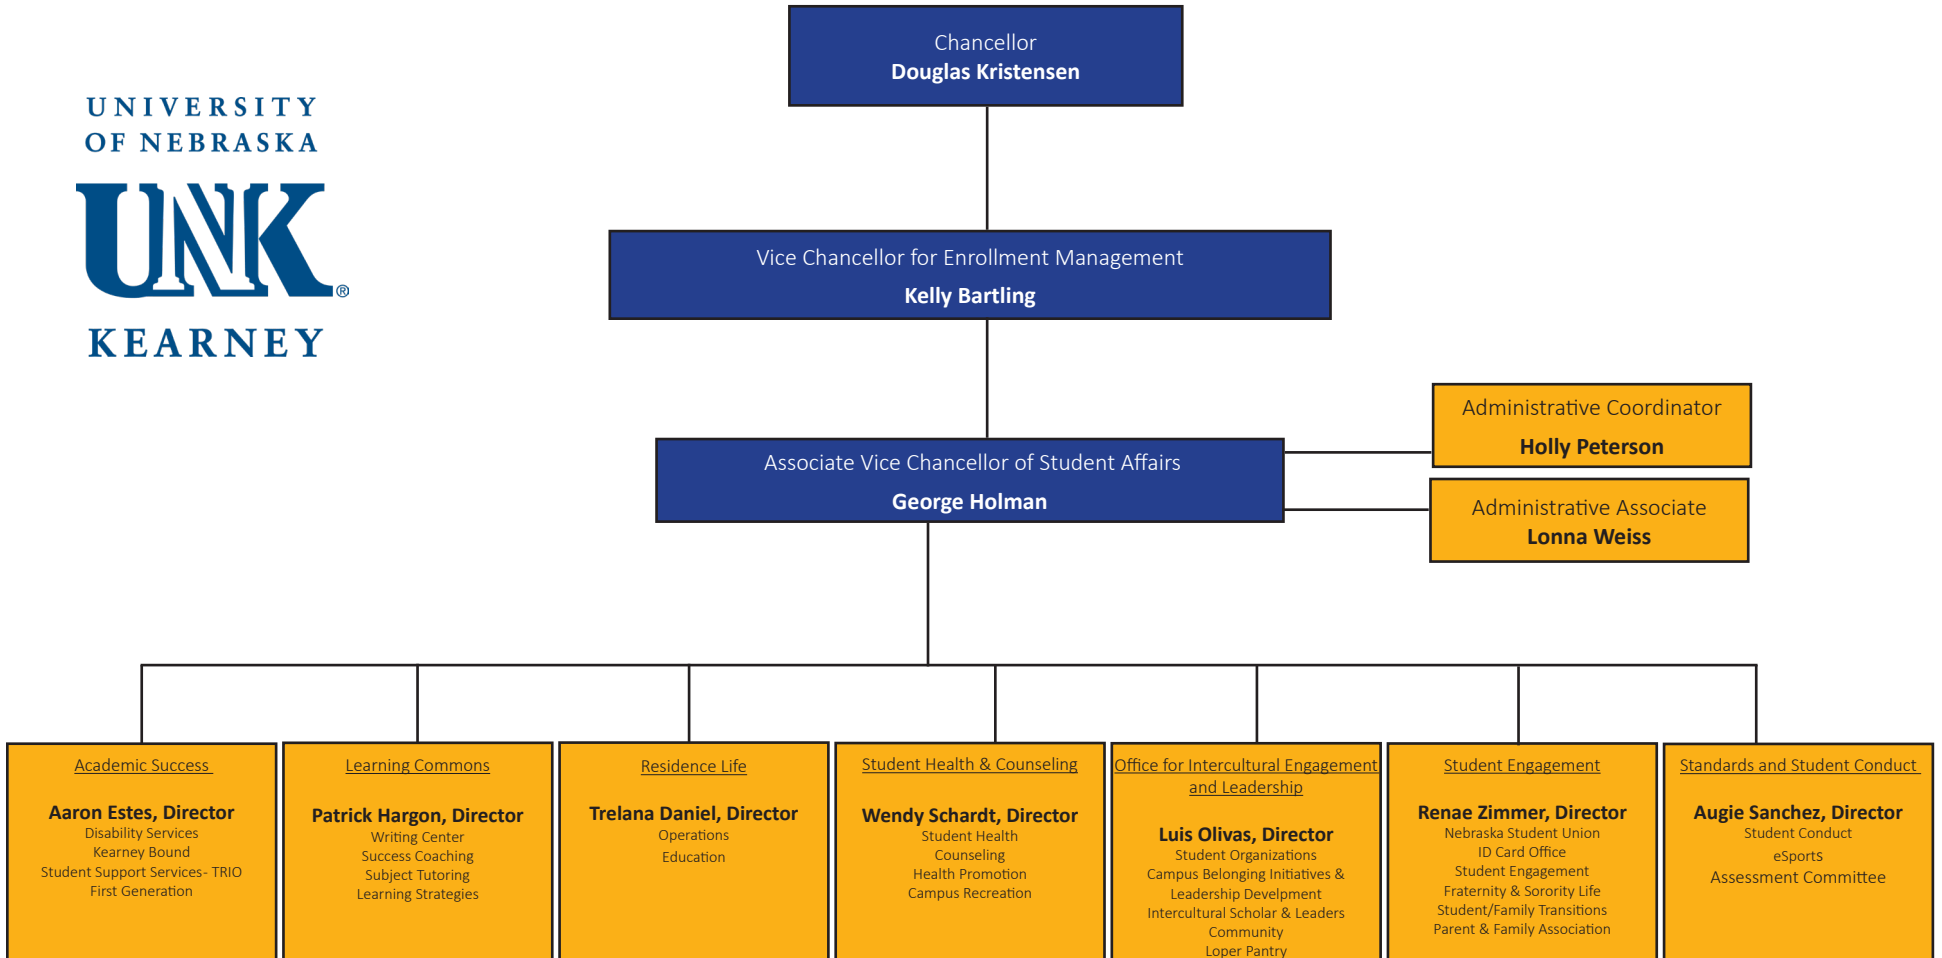 UNIVERSITY
OF NEBRASKA
UNK
®
KEARNEY
Chancellor
Douglas Kristensen
Vice Chancellor for Enrollment Management
Kelly Bartling
Associate Vice Chancellor of Student Affairs
George Holman
Administrative Coordinator
Holly Peterson
Administrative Associate
Lonna Weiss
Academic Success
Aaron Estes, Director
Disability Services
Kearney Bound
Student Support Services- TRIO
First Generation
Learning Commons
Patrick Hargon, Director
Writing Center
Success Coaching
Subject Tutoring
Learning Strategies
Residence Life
Trelana Daniel, Director
Operations
Education
Student Health & Counseling
Wendy Schardt, Director
Student Health
Counseling
Health Promotion
Campus Recreation
Office for Intercultural Engagement
and Leadership
Luis Olivas, Director
Student Organizations
Campus Belonging Initiatives &
Leadership Develpment
Intercultural Scholar & Leaders
Community
Loper Pantry
Student Engagement
Renae Zimmer, Director
Nebraska Student Union
ID Card Office
Student Engagement
Fraternity & Sorority Life
Student/Family Transitions
Parent & Family Association
Standards and Student Conduct
Augie Sanchez, Director
Student Conduct
eSports
Assessment Committee